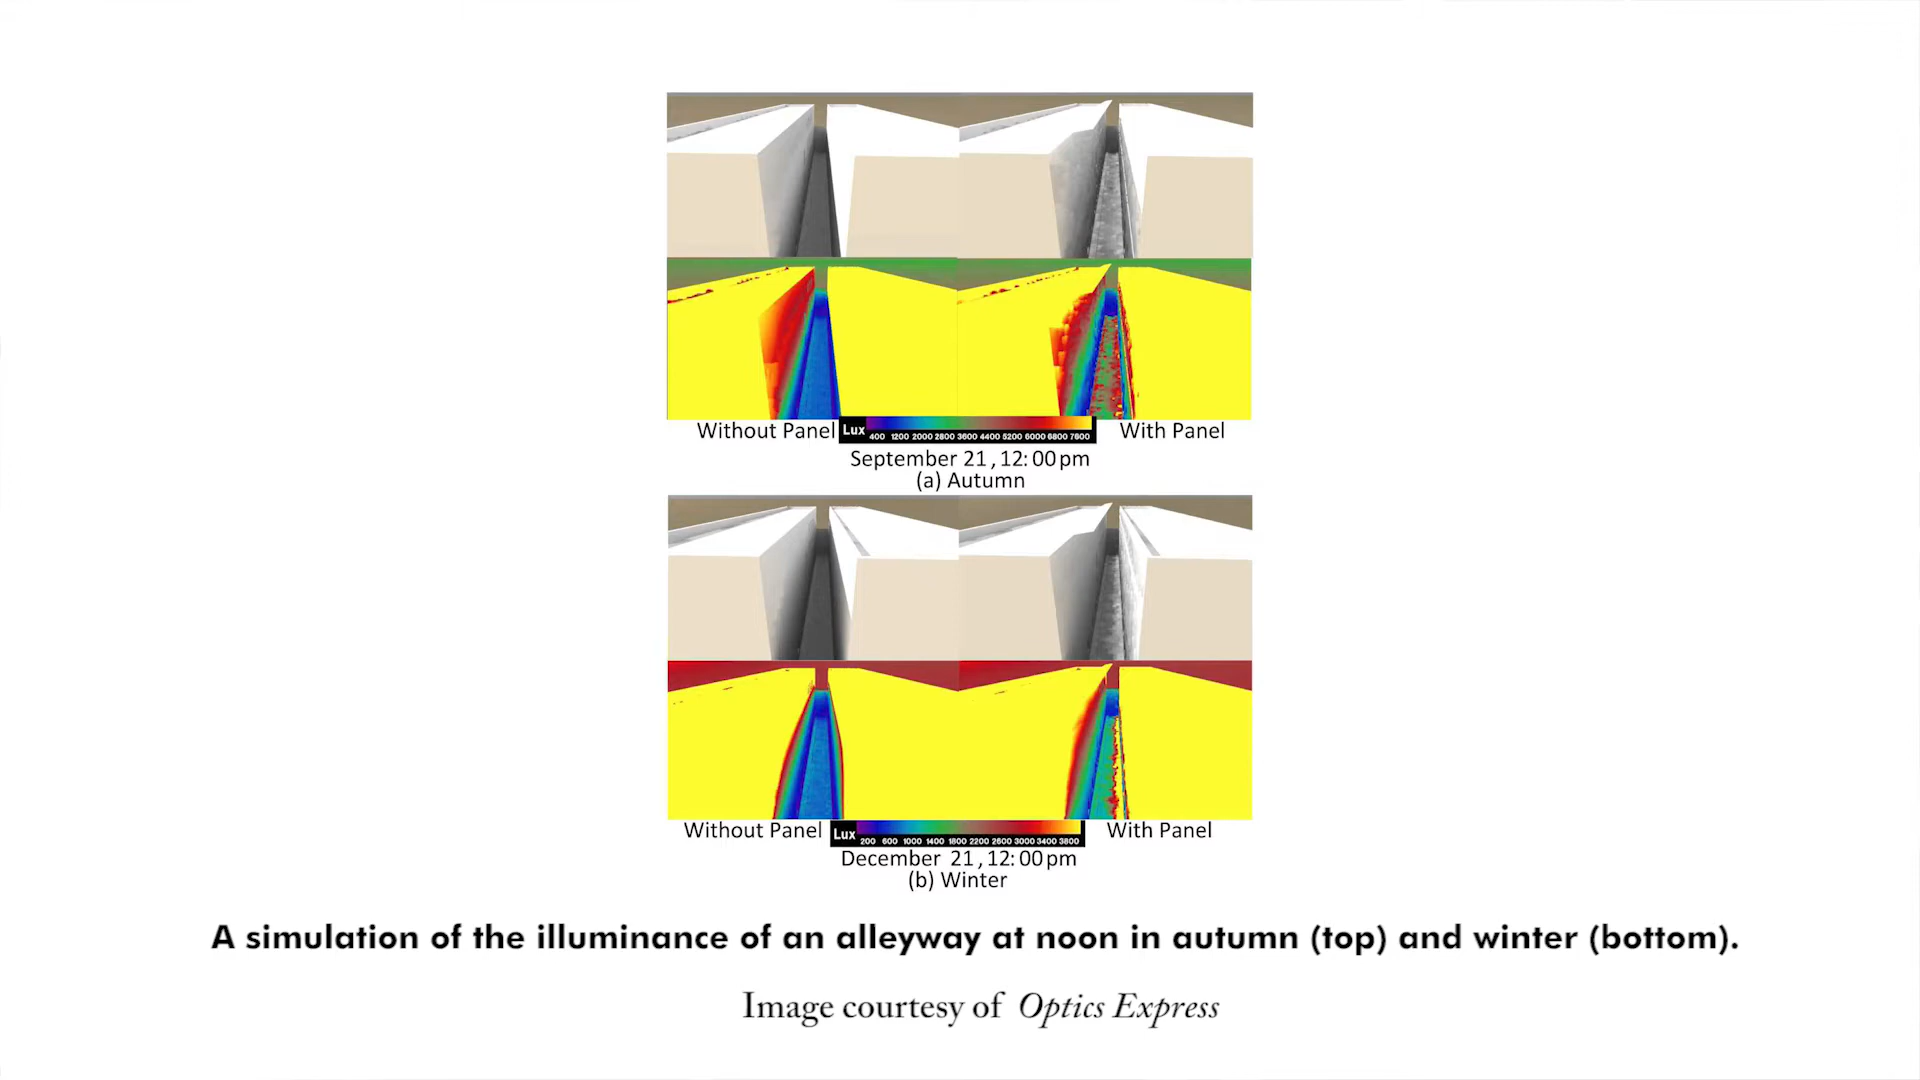 Without Panel
Lux
400 1200 2000 2800 3600 4400 5200 6000 6800 7600
With Panel
September 21, 12:00 pm
(a) Autumn
Without Panel
Lux
200 600 1000 1400 1800 2200 2600 3000 3400 3800
With Panel
December 21, 12:00 pm
(b) Winter
A simulation of the illuminance of an alleyway at noon in autumn (top) and winter (bottom).
Image courtesy of Optics Express